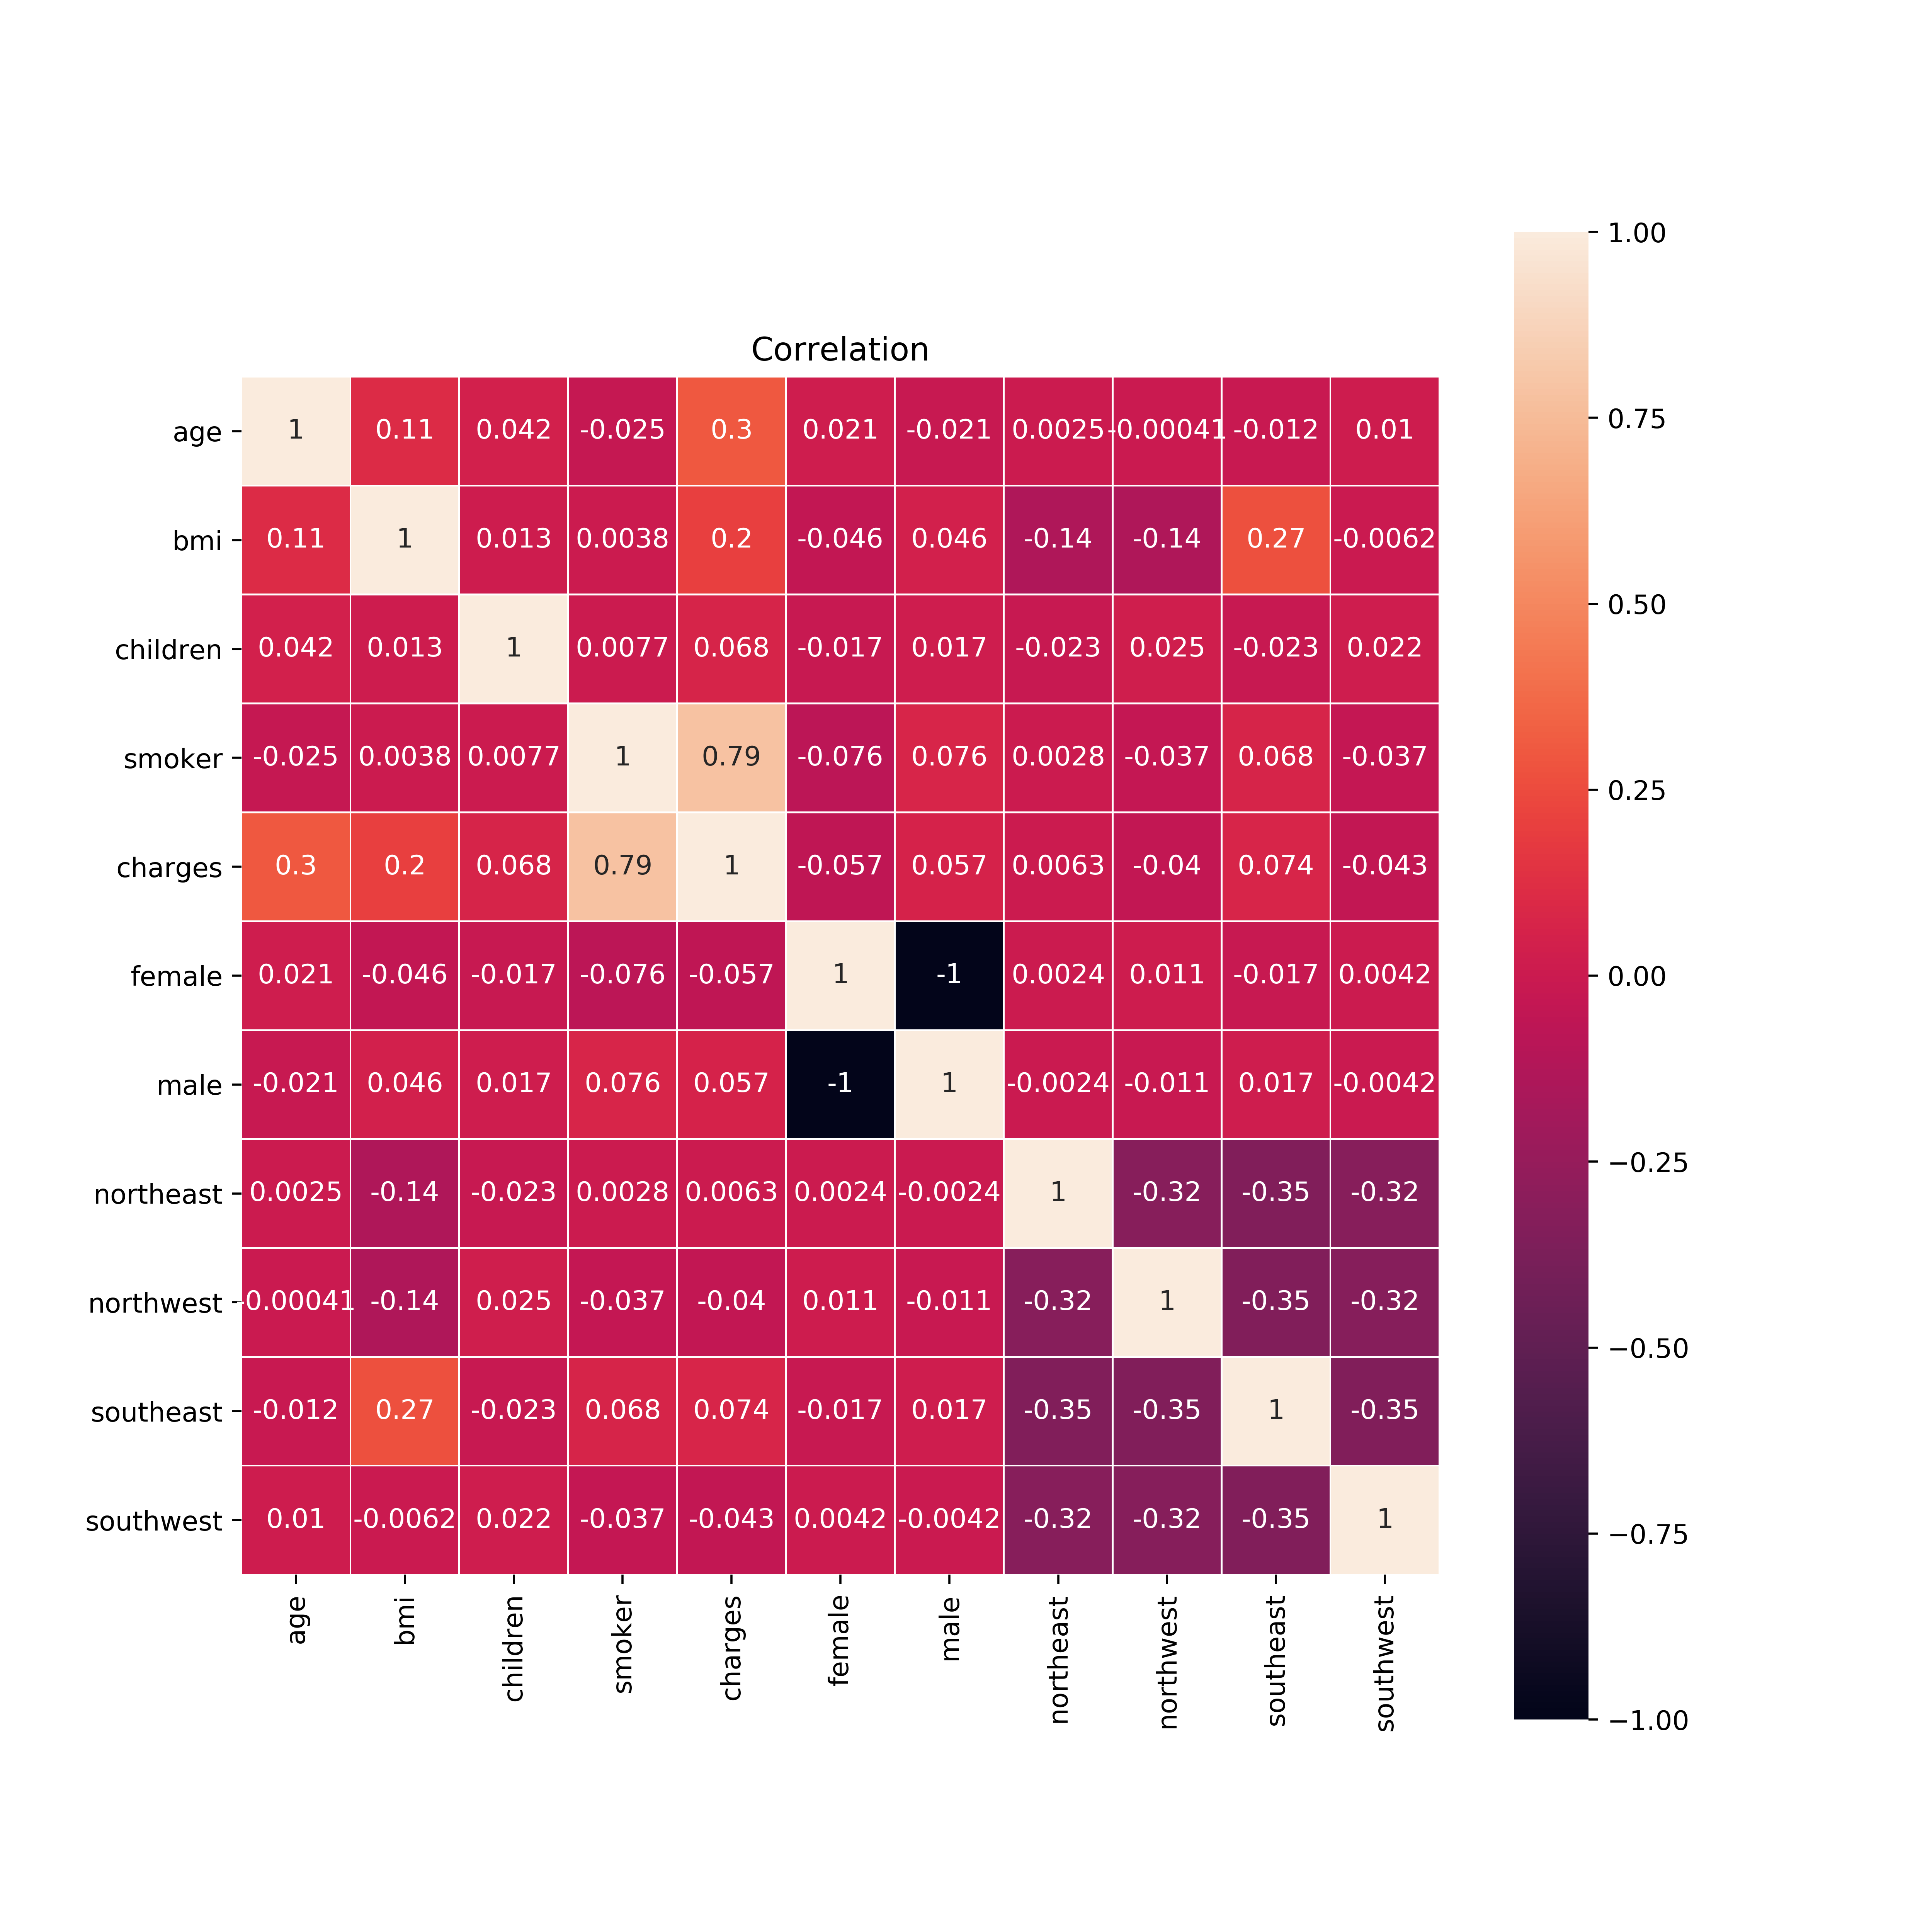 Correlation
age 1 0.11 0.042 -0.025 0.3 0.021 -0.021 0.0025 -0.00041 -0.012 0.01
bmi 0.11 1 0.013 0.0038 0.2 -0.046 0.046 -0.14 -0.14 0.27 -0.0062
children 0.042 0.013 1 0.0077 0.068 -0.017 0.017 -0.023 0.025 -0.023 0.022
smoker -0.025 0.0038 0.0077 1 0.79 -0.076 0.076 0.0028 -0.037 0.068 -0.037
charges 0.3 0.2 0.068 0.79 1 -0.057 0.057 0.0063 -0.04 0.074 -0.043
female 0.021 -0.046 -0.017 -0.076 -0.057 1 -1 0.0024 0.011 -0.017 0.0042
male -0.021 0.046 0.017 0.076 0.057 -1 1 -0.0024 -0.011 0.017 -0.0042
northeast 0.0025 -0.14 -0.023 0.0028 0.0063 0.0024 -0.0024 1 -0.32 -0.35 -0.32
northwest -0.00041 -0.14 0.025 -0.037 -0.04 0.011 -0.011 -0.32 1 -0.35 -0.32
southeast -0.012 0.27 -0.023 0.068 0.074 -0.017 0.017 -0.35 -0.35 1 -0.35
southwest 0.01 -0.0062 0.022 -0.037 -0.043 0.0042 -0.0042 -0.32 -0.32 -0.35 1
age bmi children smoker charges female male northeast northwest southeast southwest
1.00
0.75
0.50
0.25
0.00
−0.25
−0.50
−0.75
−1.00